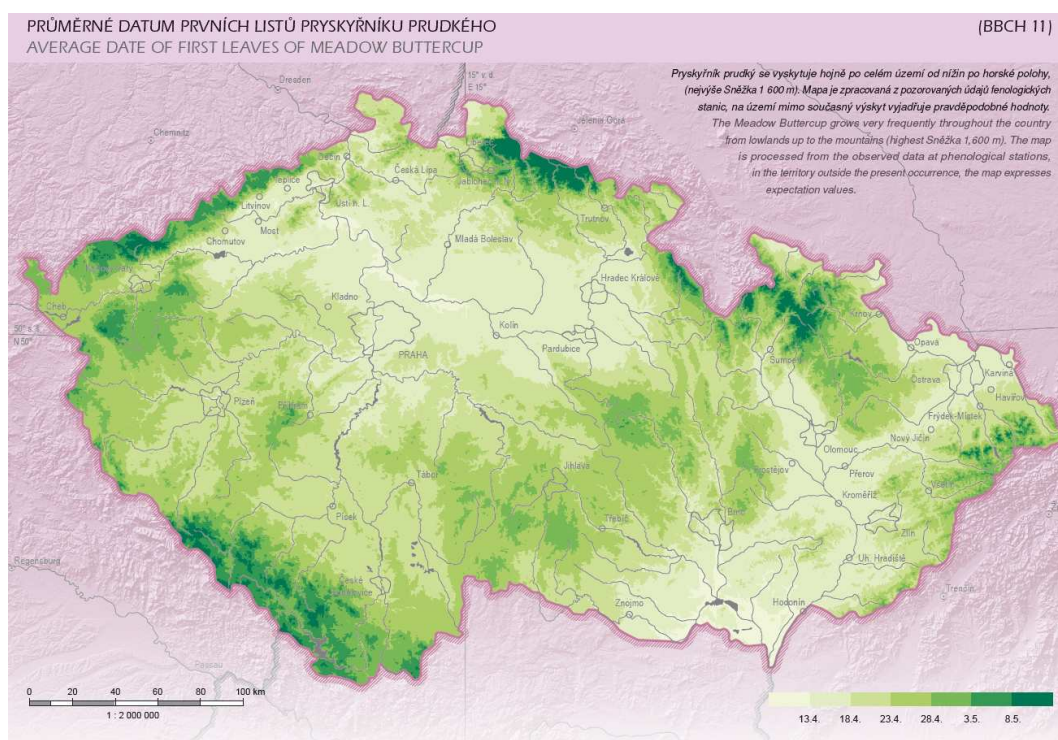 PRŮMĚRNÉ DATUM PRVNÍCH LISTŮ PRYSKYŘNÍKU PRUDKÉHO
(BBCH 11)
AVERAGE DATE OF FIRST LEAVES OF MEADOW BUTTERCUP
Pryskyřník prudký se vyskytuje hojně po celém území od nížin po horské polohy,
(nejvýše Sněžka 1 600 m). Mapa je zpracovaná z pozorovaných údajů fenologických
stanic, na území mimo současný výskyt vyjadřuje pravděpodobné hodnoty.
The Meadow Buttercup grows very frequently throughout the country
from lowlands up to the mountains (highest Sněžka 1,600 m). The map
is processed from the observed data at phenological stations,
in the territory outside the present occurrence, the map expresses
expectation values.
15° v. d.
E 15°
Dresden
Chemnitz
Jelenia Góra
Děčín
Liberec
Teplice
Česká Lípa
Ústí n. L.
Litvínov
Most
Trutnov
Chomutov
Mladá Boleslav
Hradec Králové
Cheb
Kladno
50° s. š.
N 50°
Kolín
Krnov
PRAHA
Pardubice
Šumperk
Opava
Ostrava
Karviná
Havířov
Plzeň
Příbram
Frýdek-Místek
Nový Jičín
Olomouc
Tábor
Jihlava
Prostějov
Přerov
Vsetín
Kroměříž
Písek
Třebíč
Brno
Zlín
Regensburg
Uh. Hradiště
České
Budějovice
Trenčín
Znojmo
Hodonín
Passau
0 20 40 60 80 100 km
1 : 2 000 000
13.4. 18.4. 23.4. 28.4. 3.5. 8.5.